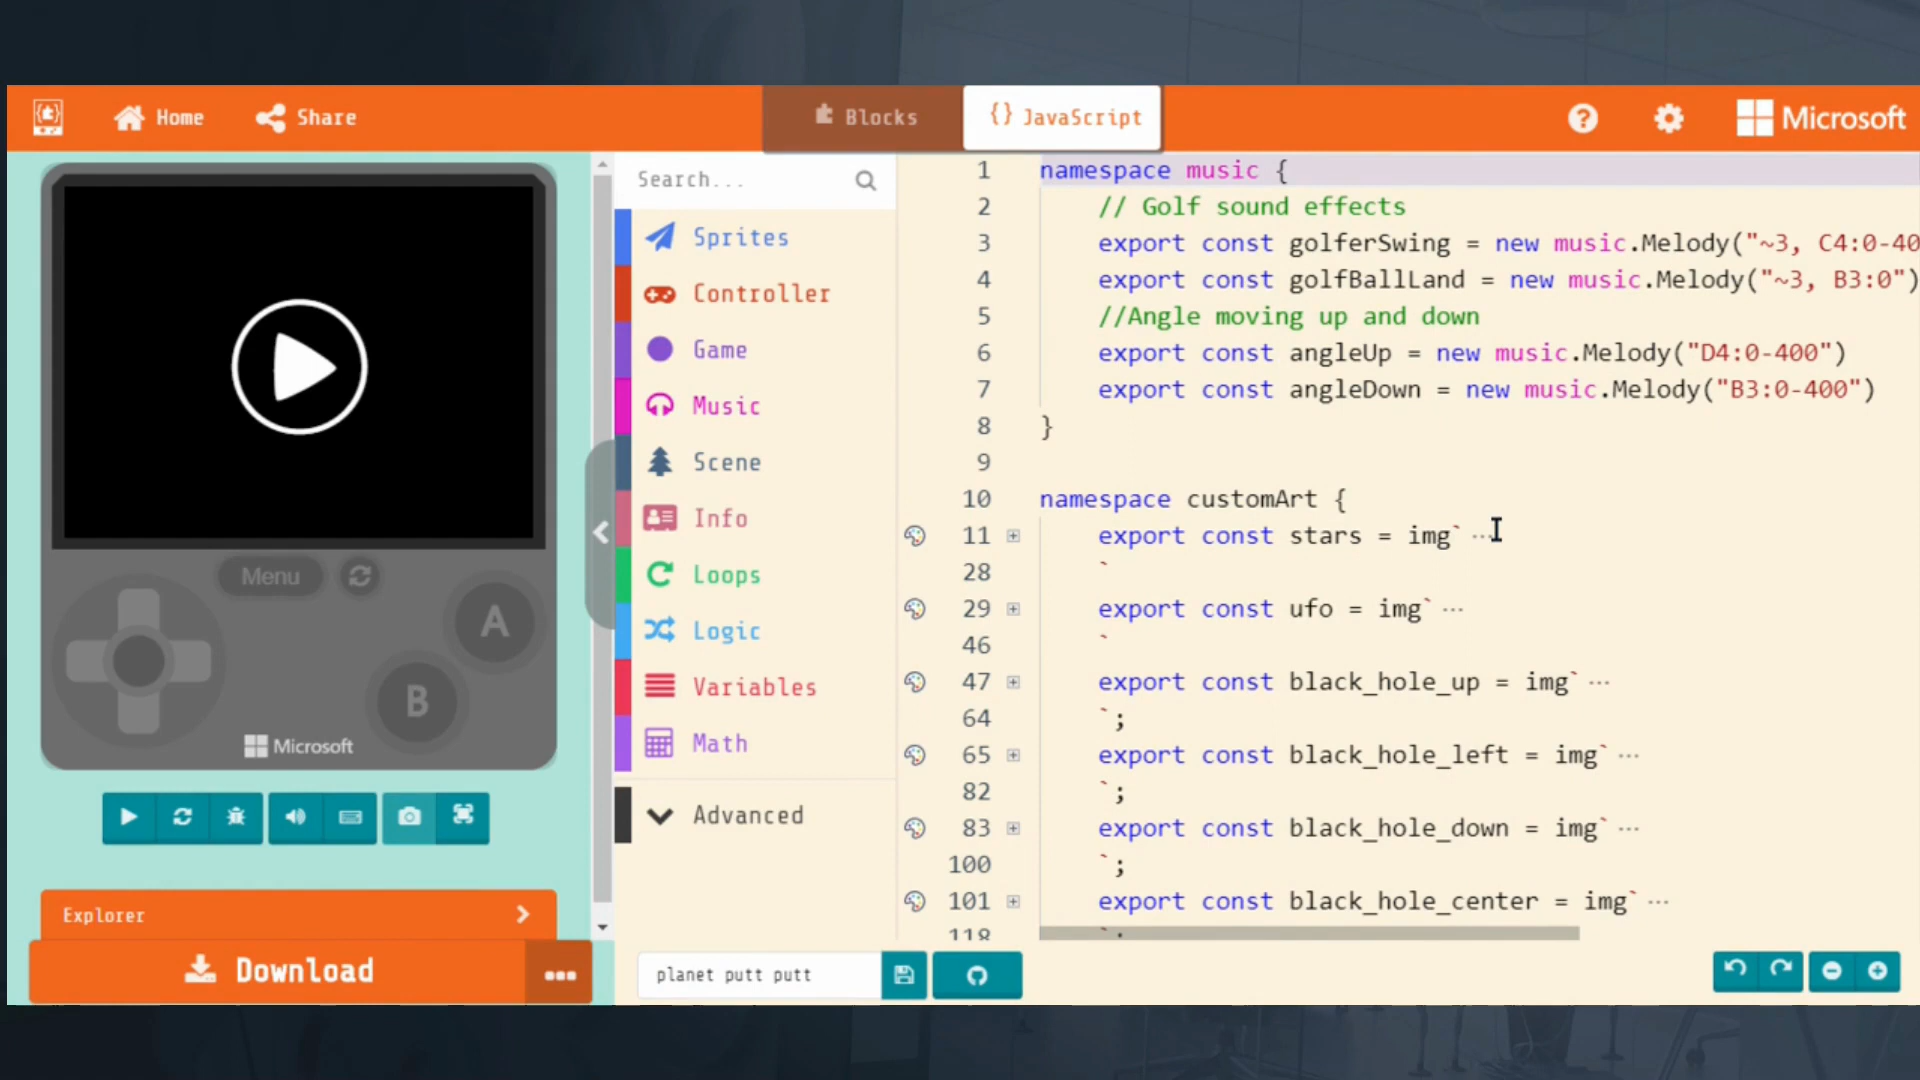 Home
Share
Blocks
{} JavaScript
?
Microsoft
Search...
Sprites
Controller
Game
Music
Scene
Info
Loops
Logic
Variables
Math
Advanced
Menu
A
B
Microsoft
Explorer
Download
1 namespace music {
2 // Golf sound effects
3 export const golferSwing = new music.Melody("~3, C4:0-40
4 export const golfBallLand = new music.Melody("~3, B3:0")
5 //Angle moving up and down
6 export const angleUp = new music.Melody("D4:0-400")
7 export const angleDown = new music.Melody("B3:0-400")
8 }
9
10 namespace customArt {
11 export const stars = img` ...
28 `
29 export const ufo = img` ...
46 `
47 export const black_hole_up = img` ...
64 `;
65 export const black_hole_left = img` ...
82 `;
83 export const black_hole_down = img` ...
100 `;
101 export const black_hole_center = img` ...
118 `;
planet putt putt